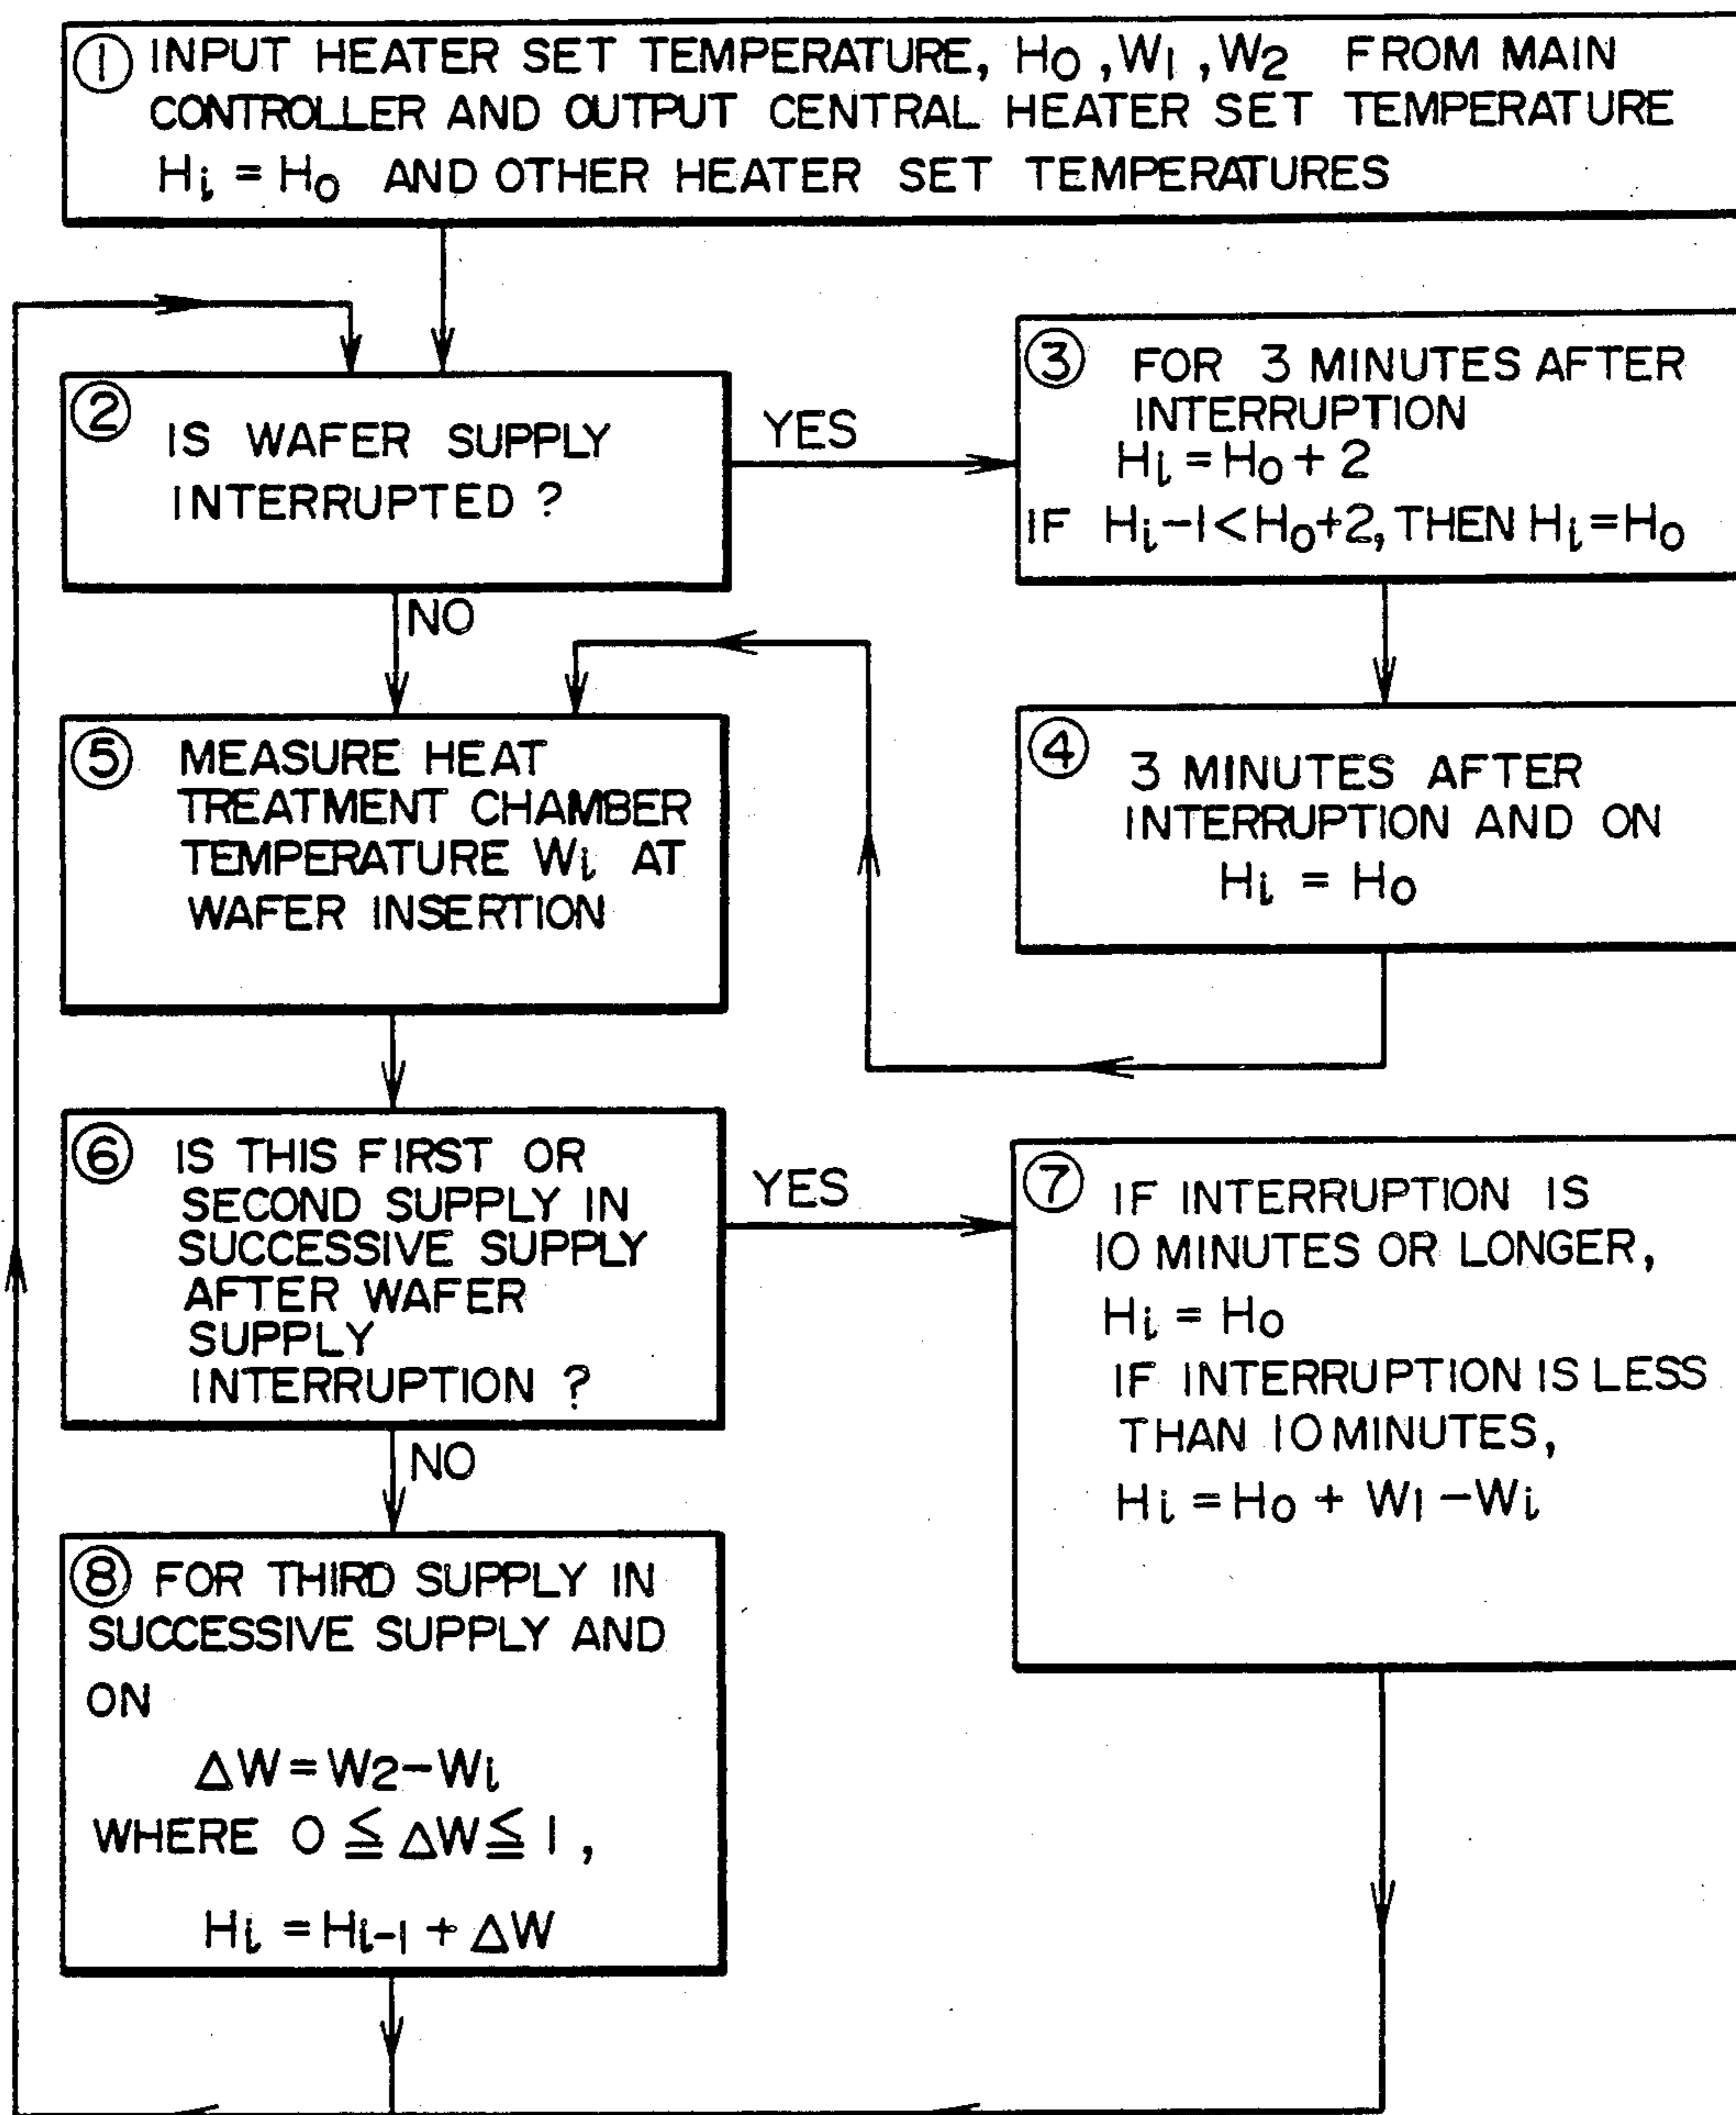 ① INPUT HEATER SET TEMPERATURE, H₀, W₁, W₂ FROM MAIN
CONTROLLER AND OUTPUT CENTRAL HEATER SET TEMPERATURE
Hᵢ = H₀ AND OTHER HEATER SET TEMPERATURES
② IS WAFER SUPPLY
INTERRUPTED ?
YES
NO
③ FOR 3 MINUTES AFTER
INTERRUPTION
Hᵢ = H₀ + 2
IF Hᵢ-1 < H₀+2, THEN Hᵢ = H₀
④ 3 MINUTES AFTER
INTERRUPTION AND ON
Hᵢ = H₀
⑤ MEASURE HEAT
TREATMENT CHAMBER
TEMPERATURE Wᵢ AT
WAFER INSERTION
⑥ IS THIS FIRST OR
SECOND SUPPLY IN
SUCCESSIVE SUPPLY
AFTER WAFER
SUPPLY
INTERRUPTION ?
YES
NO
⑦ IF INTERRUPTION IS
10 MINUTES OR LONGER,
Hᵢ = H₀
IF INTERRUPTION IS LESS
THAN 10 MINUTES,
Hᵢ = H₀ + W₁ - Wᵢ
⑧ FOR THIRD SUPPLY IN
SUCCESSIVE SUPPLY AND
ON
ΔW = W₂-Wᵢ
WHERE 0 ≦ ΔW ≦ 1,
Hᵢ = Hᵢ₋₁ + ΔW